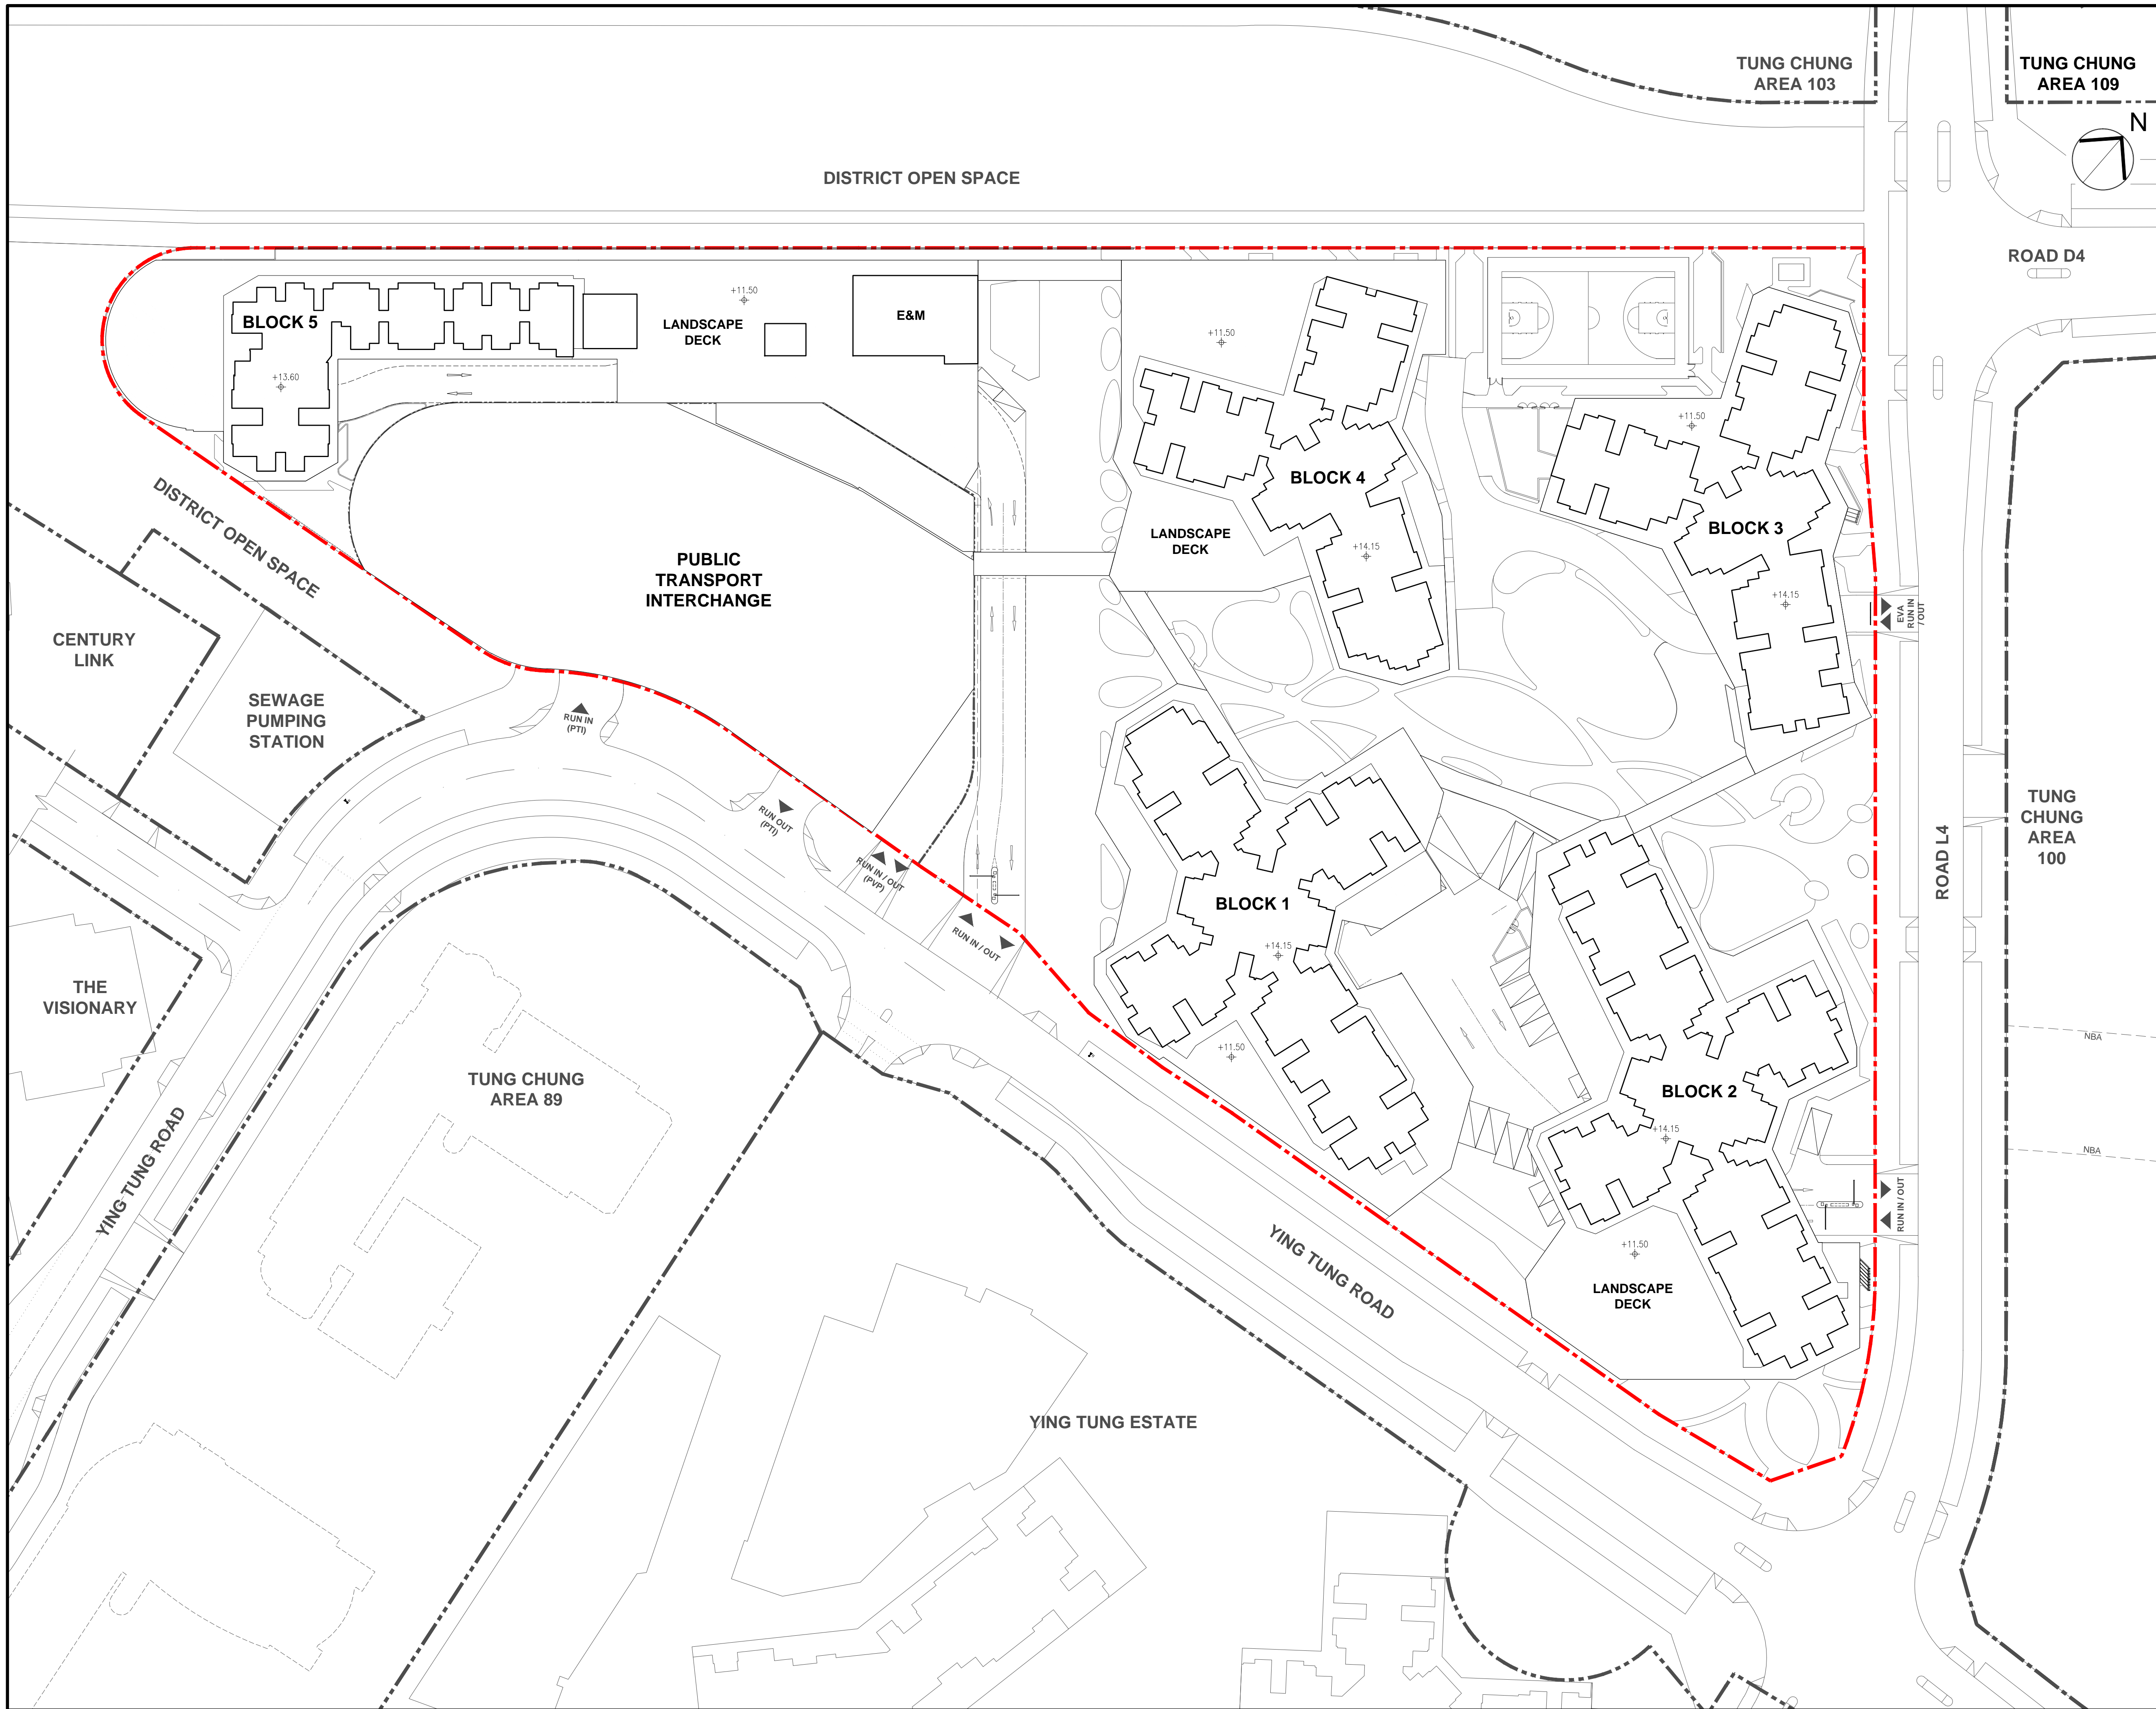 TUNG CHUNG
AREA 103
TUNG CHUNG
AREA 109
N
DISTRICT OPEN SPACE
ROAD D4
BLOCK 5
+11.50
LANDSCAPE
DECK
E&M
+13.60
+11.50
+11.50
BLOCK 4
BLOCK 3
LANDSCAPE
DECK
+14.15
+14.15
DISTRICT OPEN SPACE
PUBLIC
TRANSPORT
INTERCHANGE
EVA
RUN IN
/ OUT
CENTURY
LINK
SEWAGE
PUMPING
STATION
RUN IN
(PTI)
RUN OUT
(PTI)
RUN IN / OUT
(PVP)
RUN IN / OUT
TUNG
CHUNG
AREA
100
ROAD L4
BLOCK 1
+14.15
THE
VISIONARY
+11.50
NBA
TUNG CHUNG
AREA 89
BLOCK 2
+14.15
NBA
YING TUNG ROAD
RUN IN / OUT
+11.50
YING TUNG ROAD
LANDSCAPE
DECK
YING TUNG ESTATE